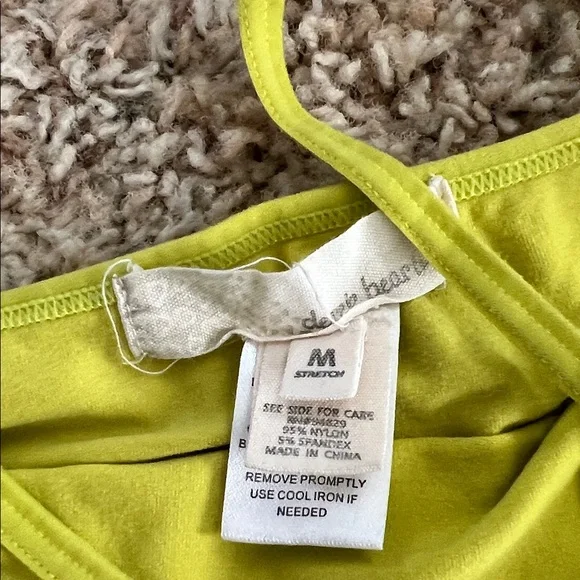 M
STRETCH
SEE SIDE FOR CARE
95% NYLON
5% SPANDEX
MADE IN CHINA
REMOVE PROMPTLY
USE COOL IRON IF
NEEDED